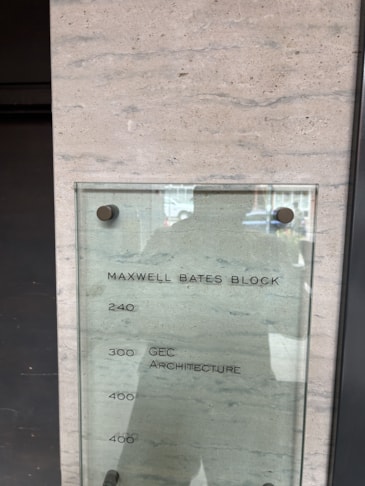 MAXWELL BATES BLOCK
240
300 GEC
ARCHITECTURE
400
400